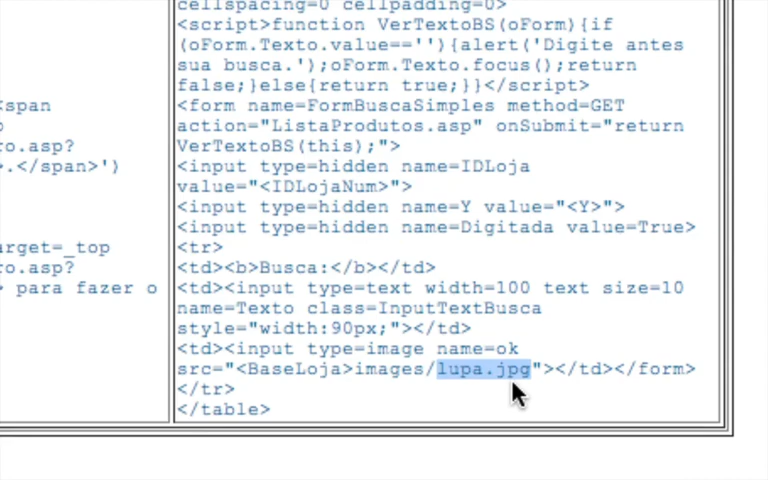 cellspacing=0 cellpadding=0>
<script>function VerTextoBS(oForm){if
(oForm.Texto.value==''){alert('Digite antes
sua busca.');oForm.Texto.focus();return
false;}else{return true;}}</script>
<form name=FormBuscaSimples method=GET
action="ListaProdutos.asp" onSubmit="return
VerTextoBS(this);">
<input type=hidden name=IDLoja
value="<IDLojaNum>">
<input type=hidden name=Y value="<Y>">
<input type=hidden name=Digitada value=True>
<tr>
<td><b>Busca:</b></td>
<td><input type=text width=100 text size=10
name=Texto class=InputTextBusca
style="width:90px;"></td>
<td><input type=image name=ok
src="<BaseLoja>images/lupa.jpg"></td></form>
</tr>
</table>
<span
ro.asp?
>.</span>')
arget=_top
ro.asp?
> para fazer o